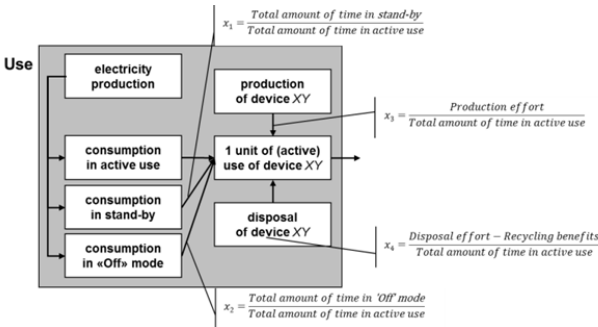 x₁ = Total amount of time in stand-by / Total amount of time in active use
Use
electricity
production
production
of device XY
x₃ = Production effort / Total amount of time in active use
consumption
in active use
1 unit of (active)
use of device XY
consumption
in stand-by
disposal
of device XY
x₄ = Disposal effort − Recycling benefits / Total amount of time in active use
consumption
in «Off» mode
x₂ = Total amount of time in 'Off' mode / Total amount of time in active use